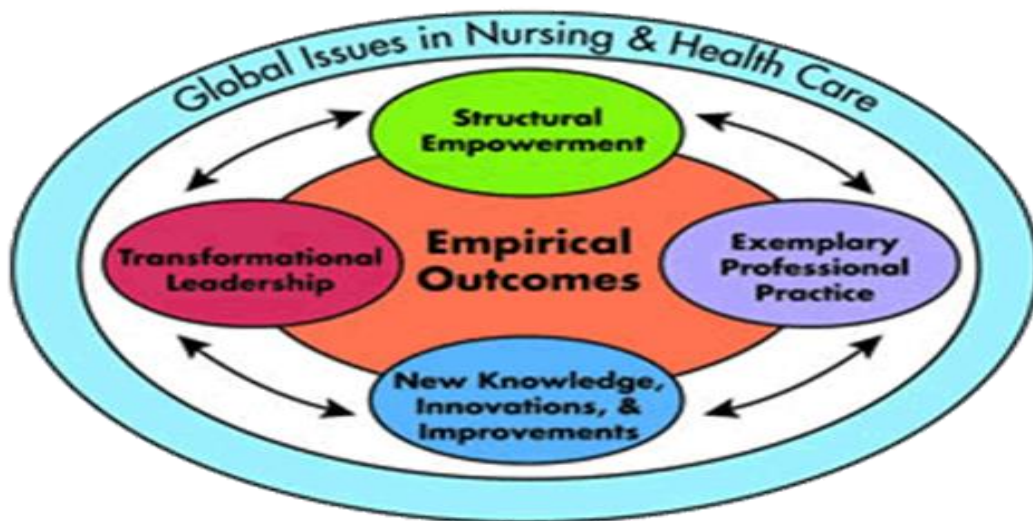 Global Issues in Nursing & Health Care
Structural
Empowerment
Transformational
Leadership
Empirical
Outcomes
Exemplary
Professional
Practice
New Knowledge,
Innovations, &
Improvements